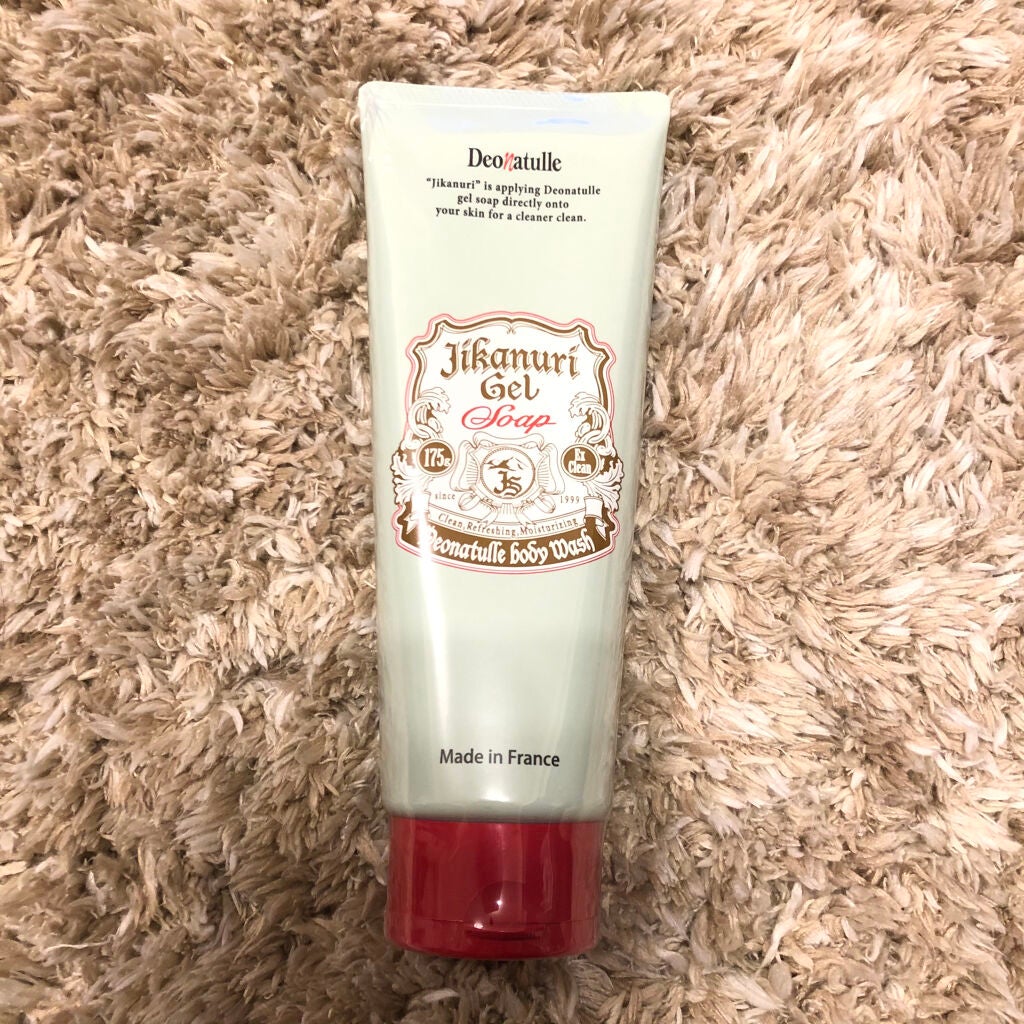 Deonatulle
“Jikanuri” is applying Deonatulle
gel soap directly onto
your skin for a cleaner clean.
Jikanuri
Gel
Soap
175g
Ex
Clean
JS
since 1999
Clean,Refreshing,Moisturizing
Deonatulle body Wash
Made in France